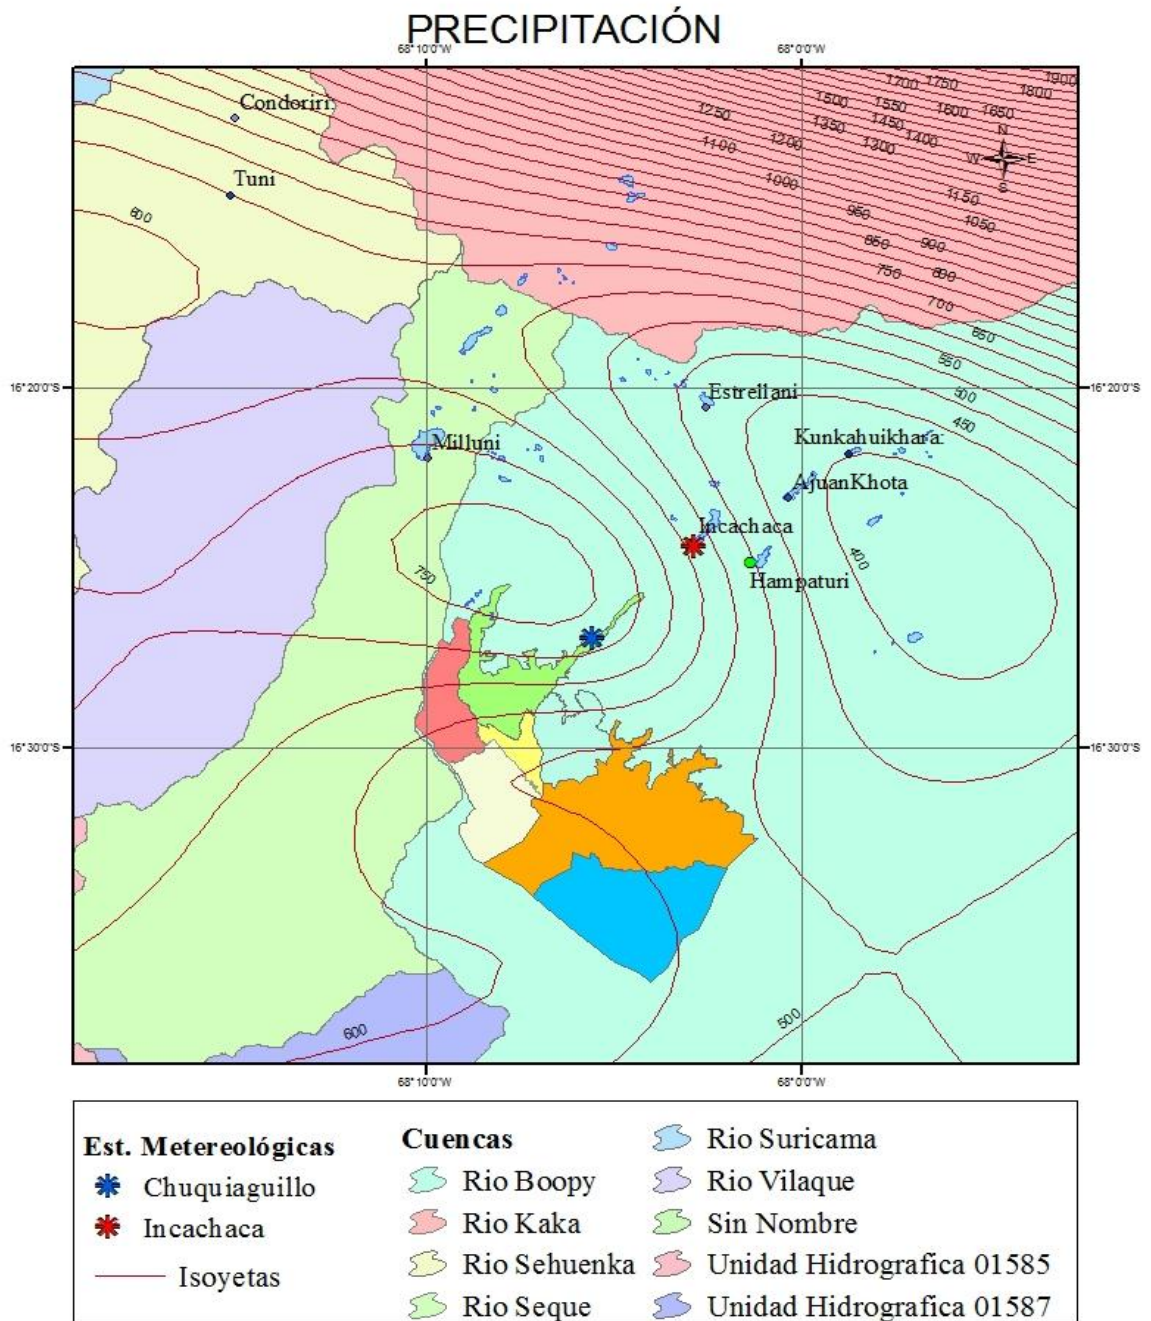 PRECIPITACIÓN
68°10'0"W
68°0'0"W
1900
1700
1750
1800
Condoriri:
1500
1550
1600
1650
1250
1350
1450
1400
N
W
E
S
1100
1200
1300
1000
Tuni
1150
600
950
1050
850
900
750
800
700
650
550
16°20'0"S
16°20'0"S
Estrellani
500
450
Milluni
Kunkahuikhara:
AjuanKhota
Incachaca
400
750
Hampaturi
16°30'0"S
16°30'0"S
500
600
68°10'0"W
68°0'0"W
Est. Metereológicas
Chuquiaguillo
Incachaca
Isoyetas
Cuencas
Rio Boopy
Rio Kaka
Rio Sehuenka
Rio Seque
Rio Suricama
Rio Vilaque
Sin Nombre
Unidad Hidrografica 01585
Unidad Hidrografica 01587